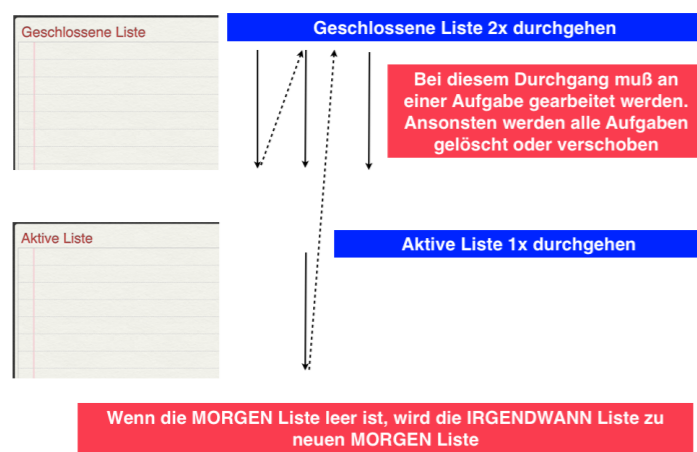 Geschlossene Liste
Geschlossene Liste 2x durchgehen
Bei diesem Durchgang muß an
einer Aufgabe gearbeitet werden.
Ansonsten werden alle Aufgaben
gelöscht oder verschoben
Aktive Liste
Aktive Liste 1x durchgehen
Wenn die MORGEN Liste leer ist, wird die IRGENDWANN Liste zu
neuen MORGEN Liste